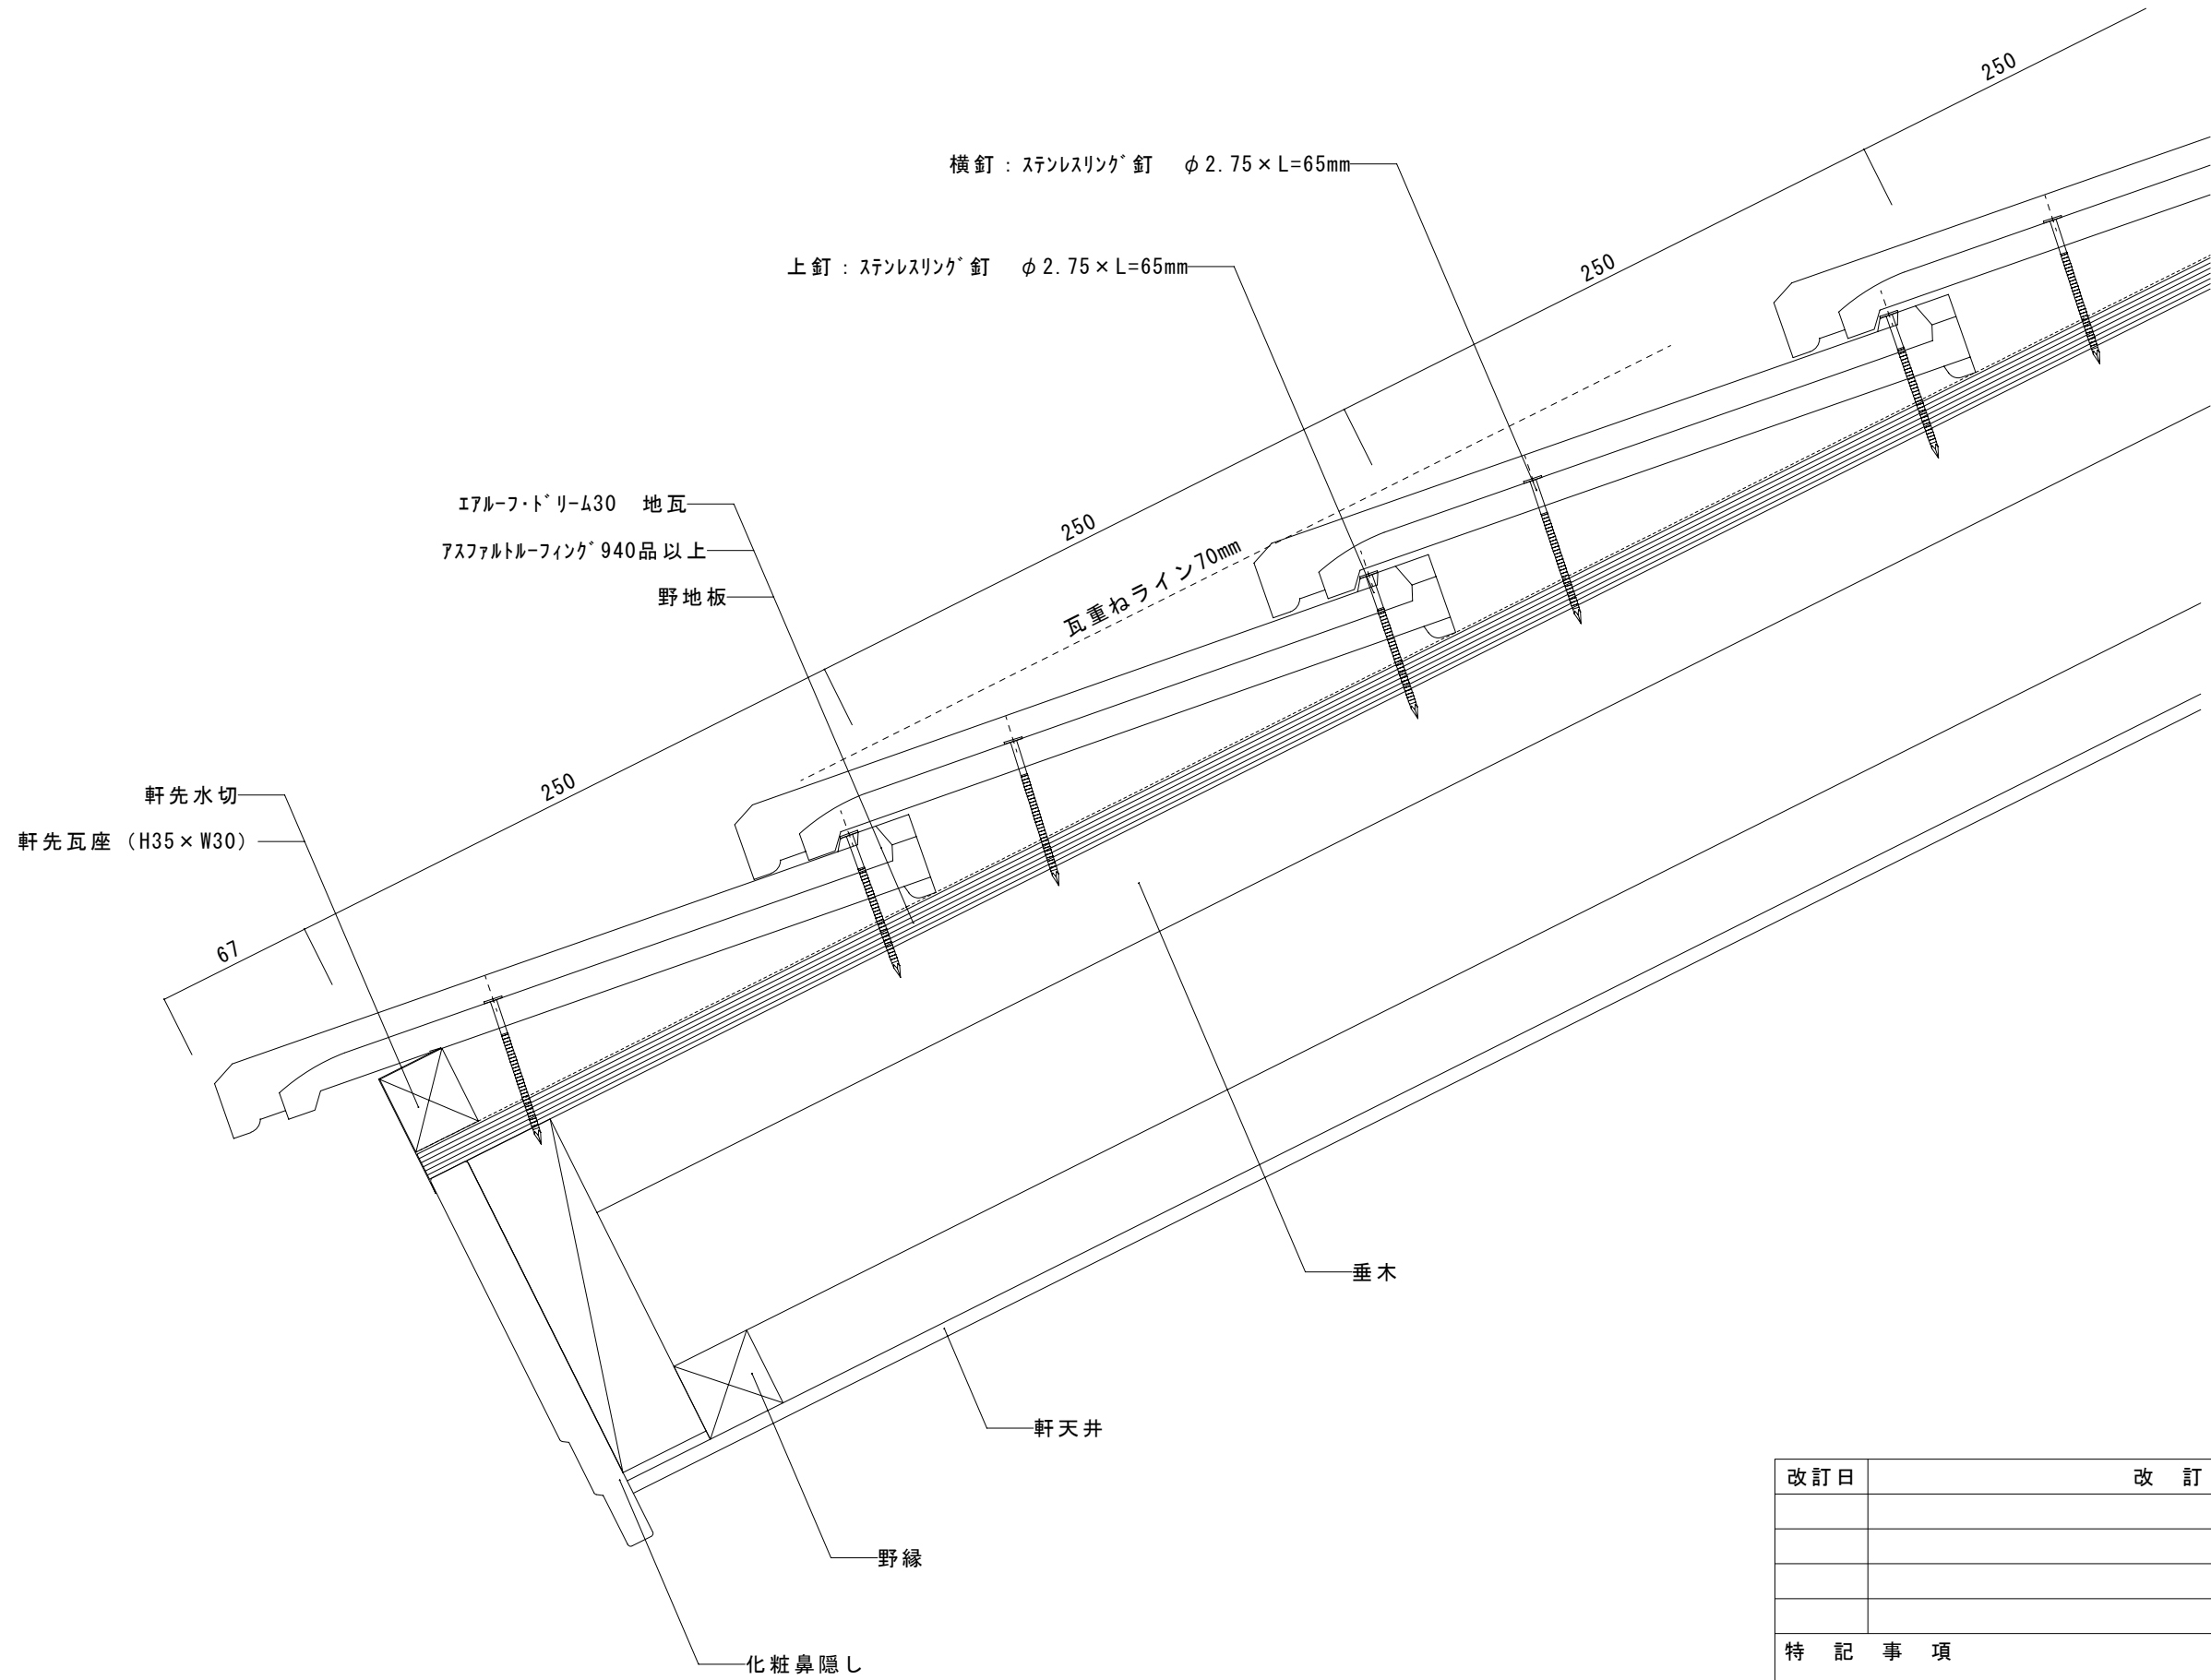 250
横釘：ｽﾃﾝﾚｽﾘﾝｸﾞ釘　φ2.75×L=65mm
上釘：ｽﾃﾝﾚｽﾘﾝｸﾞ釘　φ2.75×L=65mm
250
ｴｱﾙｰﾌ･ﾄﾞﾘｰﾑ30　地瓦
250
ｱｽﾌｧﾙﾄﾙｰﾌｨﾝｸﾞ940品以上
瓦重ねライン70mm
野地板
250
軒先水切
軒先瓦座（H35×W30）
67
垂木
軒天井
野縁
化粧鼻隠し
改訂日　改　訂
特　記　事　項